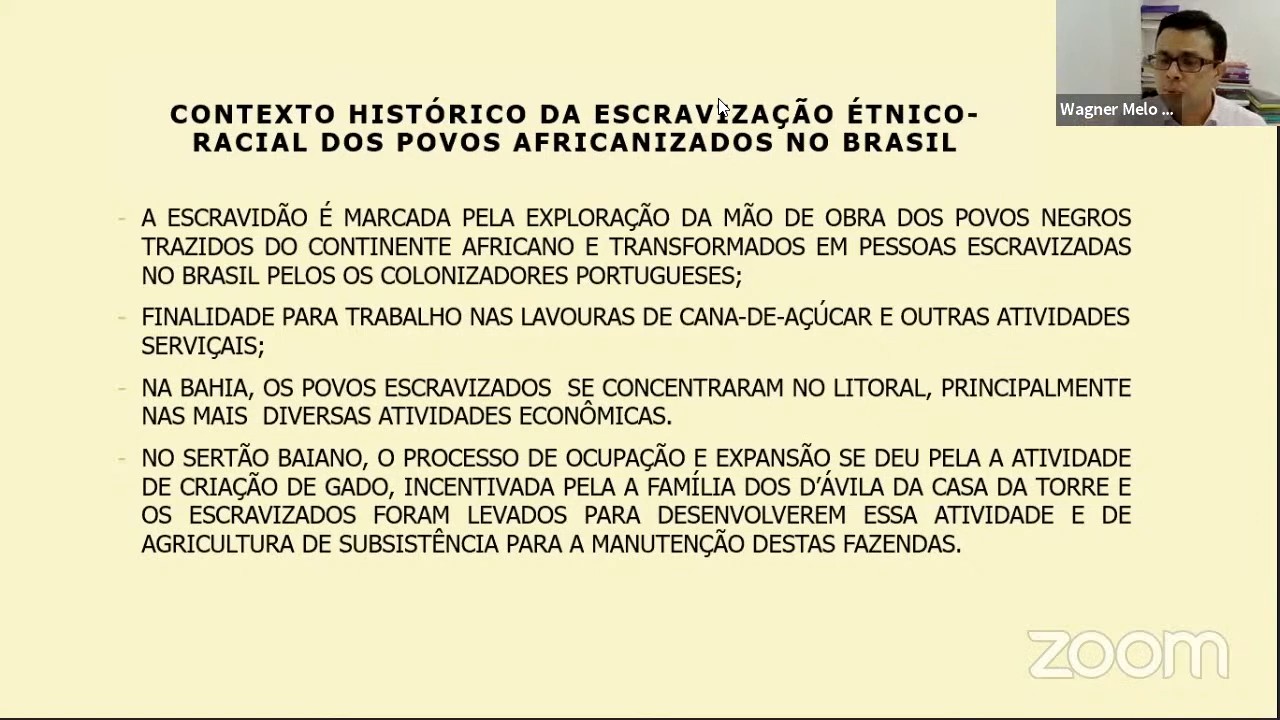 CONTEXTO HISTÓRICO DA ESCRAVIZAÇÃO ÉTNICO-
RACIAL DOS POVOS AFRICANIZADOS NO BRASIL
Wagner Melo ...
- A ESCRAVIDÃO É MARCADA PELA EXPLORAÇÃO DA MÃO DE OBRA DOS POVOS NEGROS
TRAZIDOS DO CONTINENTE AFRICANO E TRANSFORMADOS EM PESSOAS ESCRAVIZADAS
NO BRASIL PELOS OS COLONIZADORES PORTUGUESES;
- FINALIDADE PARA TRABALHO NAS LAVOURAS DE CANA-DE-AÇÚCAR E OUTRAS ATIVIDADES
SERVIÇAIS;
- NA BAHIA, OS POVOS ESCRAVIZADOS SE CONCENTRARAM NO LITORAL, PRINCIPALMENTE
NAS MAIS DIVERSAS ATIVIDADES ECONÔMICAS.
- NO SERTÃO BAIANO, O PROCESSO DE OCUPAÇÃO E EXPANSÃO SE DEU PELA A ATIVIDADE
DE CRIAÇÃO DE GADO, INCENTIVADA PELA A FAMÍLIA DOS D'ÁVILA DA CASA DA TORRE E
OS ESCRAVIZADOS FORAM LEVADOS PARA DESENVOLVEREM ESSA ATIVIDADE E DE
AGRICULTURA DE SUBSISTÊNCIA PARA A MANUTENÇÃO DESTAS FAZENDAS.
zoom